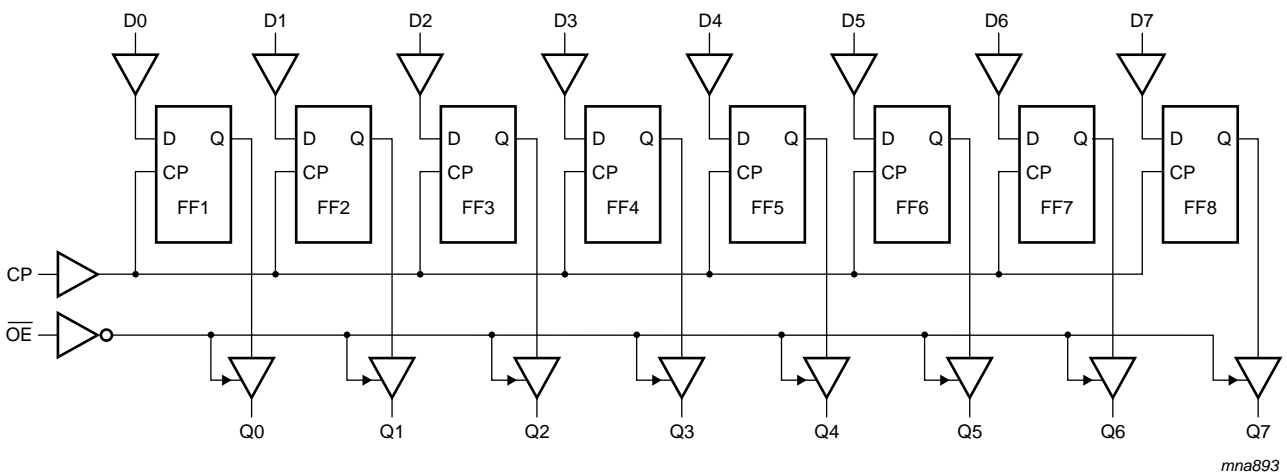 D0 D1 D2 D3 D4 D5 D6 D7
D Q D Q D Q D Q D Q D Q D Q D Q
CP CP CP CP CP CP CP CP
FF1 FF2 FF3 FF4 FF5 FF6 FF7 FF8
CP
O̅E̅
Q0 Q1 Q2 Q3 Q4 Q5 Q6 Q7
mna893